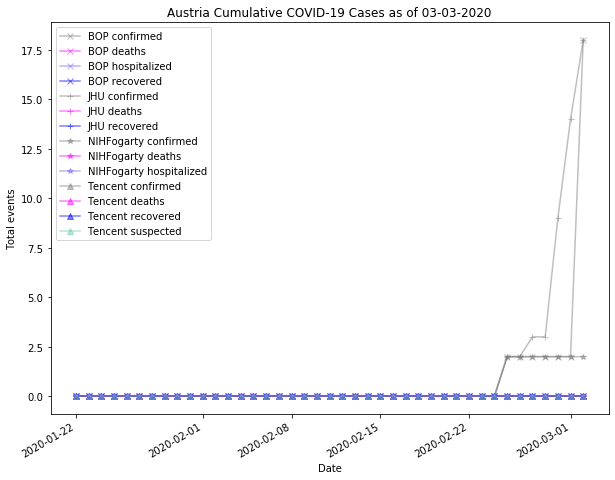 Austria Cumulative COVID-19 Cases as of 03-03-2020
BOP confirmed
BOP deaths
BOP hospitalized
BOP recovered
JHU confirmed
JHU deaths
JHU recovered
NIHFogarty confirmed
NIHFogarty deaths
NIHFogarty hospitalized
Tencent confirmed
Tencent deaths
Tencent recovered
Tencent suspected
Total events
17.5
15.0
12.5
10.0
7.5
5.0
2.5
0.0
2020-01-22
2020-02-01
2020-02-08
2020-02-15
2020-02-22
2020-03-01
Date